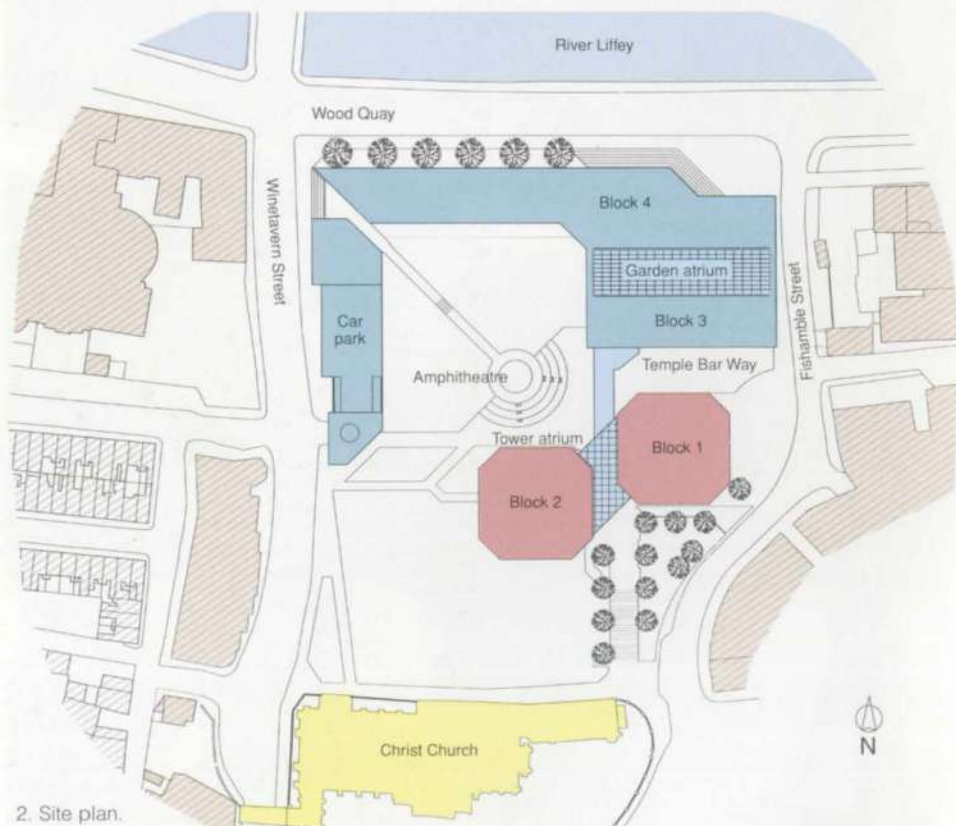 River Liffey
Wood Quay
Winetavern Street
Block 4
Garden atrium
Fishamble Street
Car
park
Block 3
Temple Bar Way
Amphitheatre
Tower atrium
Block 1
Block 2
Christ Church
N
2. Site plan.